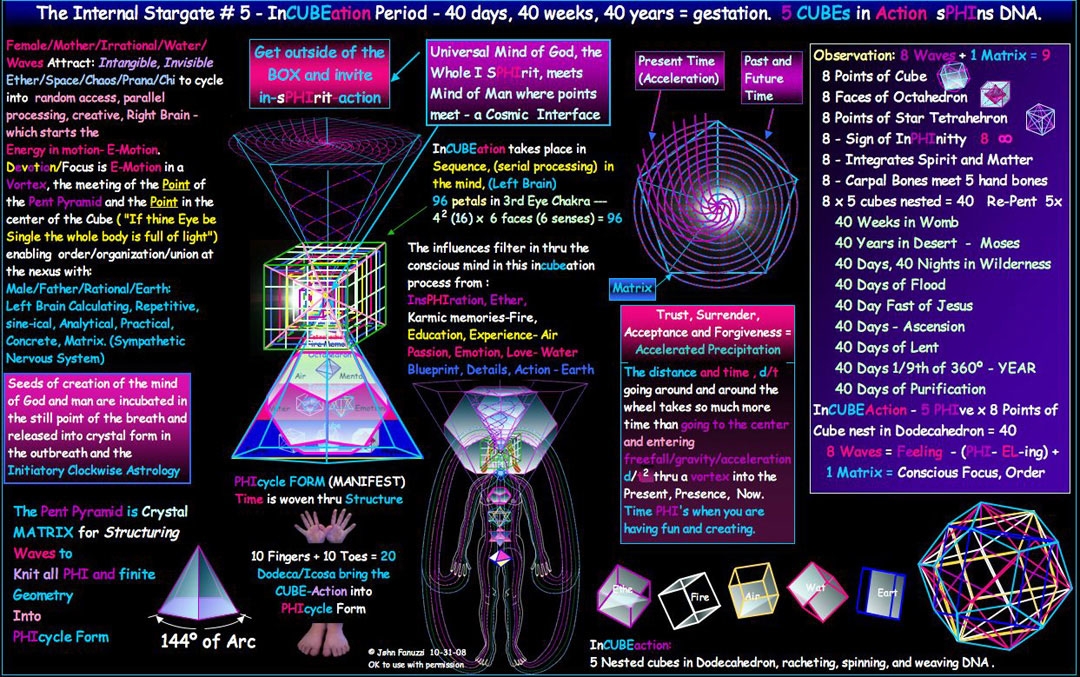 The Internal Stargate # 5 - InCUBEation Period - 40 days, 40 weeks, 40 years = gestation. 5 CUBEs in Action sPHIns DNA.
Female/Mother/Irrational/Water/
Waves Attract: Intangible, Invisible
Ether/Space/Chaos/Prana/Chi to cycle
into random access, parallel
processing, creative, Right Brain -
which starts the
Energy in motion- E-Motion.
Devotion/Focus is E-Motion in a
Vortex, the meeting of the Point of
the Pent Pyramid and the Point in the
center of the Cube ( "If thine Eye be
Single the whole body is full of light")
enabling order/organization/union at
the nexus with:
Male/Father/Rational/Earth:
Left Brain Calculating, Repetitive,
sine-ical, Analytical, Practical,
Concrete, Matrix. (Sympathetic
Nervous System)
Seeds of creation of the mind
of God and man are incubated in
the still point of the breath and
released into crystal form in
the outbreath and the
Initiatory Clockwise Astrology
The Pent Pyramid is Crystal
MATRIX for Structuring
Waves to
Knit all PHI and finite
Geometry
Into
PHIcycle Form
144º of Arc
Get outside of the
BOX and invite
in-sPHIrit-action
Universal Mind of God, the
Whole I SPHIrit, meets
Mind of Man where points
meet - a Cosmic Interface
InCUBEation takes place in
Sequence, (serial processing) in
the mind, (Left Brain)
96 petals in 3rd Eye Chakra —
4² (16) x 6 faces (6 senses) = 96
The influences filter in thru the
conscious mind in this incubeation
process from :
InsPHIration, Ether,
Karmic memories-Fire,
Education, Experience- Air
Passion, Emotion, Love- Water
Blueprint, Details, Action - Earth
Air
Menta
Emotion
PHIcycle FORM (MANIFEST)
Time is woven thru Structure
10 Fingers + 10 Toes = 20
Dodeca/Icosa bring the
CUBE-Action into
PHIcycle Form
© John Fanuzzi 10-31-08
OK to use with permission
Present Time
(Acceleration)
Past and
Future
Time
Matrix
Trust, Surrender,
Acceptance and Forgiveness =
Accelerated Precipitation
The distance and time , d/t
going around and around the
wheel takes so much more
time than going to the center
and entering
freefall/gravity/acceleration
d/ 2 thru a vortex into the
Present, Presence, Now.
Time PHI's when you are
having fun and creating.
Observation: 8 Waves + 1 Matrix = 9
8 Points of Cube
8 Faces of Octahedron
8 Points of Star Tetrahehron
8 - Sign of InPHInitty 8 ∞
8 - Integrates Spirit and Matter
8 - Carpal Bones meet 5 hand bones
8 x 5 cubes nested = 40 Re-Pent 5x
40 Weeks in Womb
40 Years in Desert - Moses
40 Days, 40 Nights in Wilderness
40 Days of Flood
40 Day Fast of Jesus
40 Days - Ascension
40 Days of Lent
40 Days 1/9th of 360º - YEAR
40 Days of Purification
InCUBEAction - 5 PHIve x 8 Points of
Cube nest in Dodecahedron = 40
8 Waves = Feeling - (PHI- EL-ing) +
1 Matrix = Conscious Focus, Order
Ethe
Fire
Air
Wat
Eart
InCUBEaction:
5 Nested cubes in Dodecahedron, racheting, spinning, and weaving DNA .